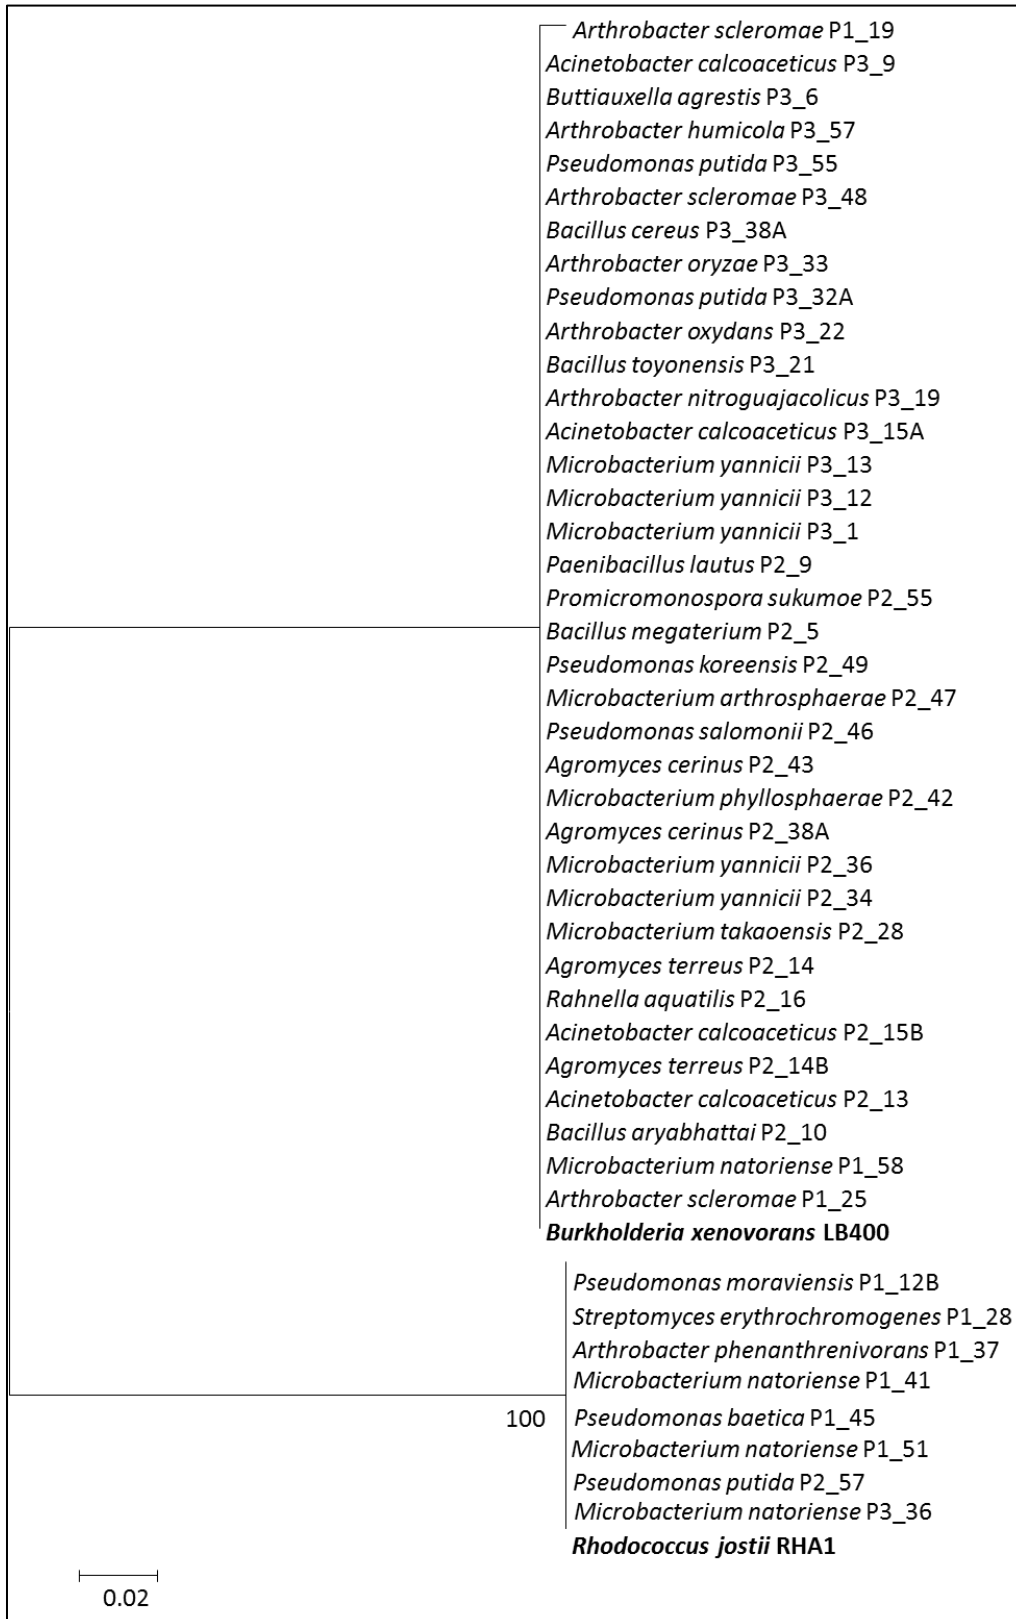 Arthrobacter scleromae P1_19
Acinetobacter calcoaceticus P3_9
Buttiauxella agrestis P3_6
Arthrobacter humicola P3_57
Pseudomonas putida P3_55
Arthrobacter scleromae P3_48
Bacillus cereus P3_38A
Arthrobacter oryzae P3_33
Pseudomonas putida P3_32A
Arthrobacter oxydans P3_22
Bacillus toyonensis P3_21
Arthrobacter nitroguajacolicus P3_19
Acinetobacter calcoaceticus P3_15A
Microbacterium yannicii P3_13
Microbacterium yannicii P3_12
Microbacterium yannicii P3_1
Paenibacillus lautus P2_9
Promicromonospora sukumoe P2_55
Bacillus megaterium P2_5
Pseudomonas koreensis P2_49
Microbacterium arthrosphaerae P2_47
Pseudomonas salomonii P2_46
Agromyces cerinus P2_43
Microbacterium phyllosphaerae P2_42
Agromyces cerinus P2_38A
Microbacterium yannicii P2_36
Microbacterium yannicii P2_34
Microbacterium takaoensis P2_28
Agromyces terreus P2_14
Rahnella aquatilis P2_16
Acinetobacter calcoaceticus P2_15B
Agromyces terreus P2_14B
Acinetobacter calcoaceticus P2_13
Bacillus aryabhattai P2_10
Microbacterium natoriense P1_58
Arthrobacter scleromae P1_25
Burkholderia xenovorans LB400
Pseudomonas moraviensis P1_12B
Streptomyces erythrochromogenes P1_28
Arthrobacter phenanthrenivorans P1_37
Microbacterium natoriense P1_41
100
Pseudomonas baetica P1_45
Microbacterium natoriense P1_51
Pseudomonas putida P2_57
Microbacterium natoriense P3_36
Rhodococcus jostii RHA1
0.02